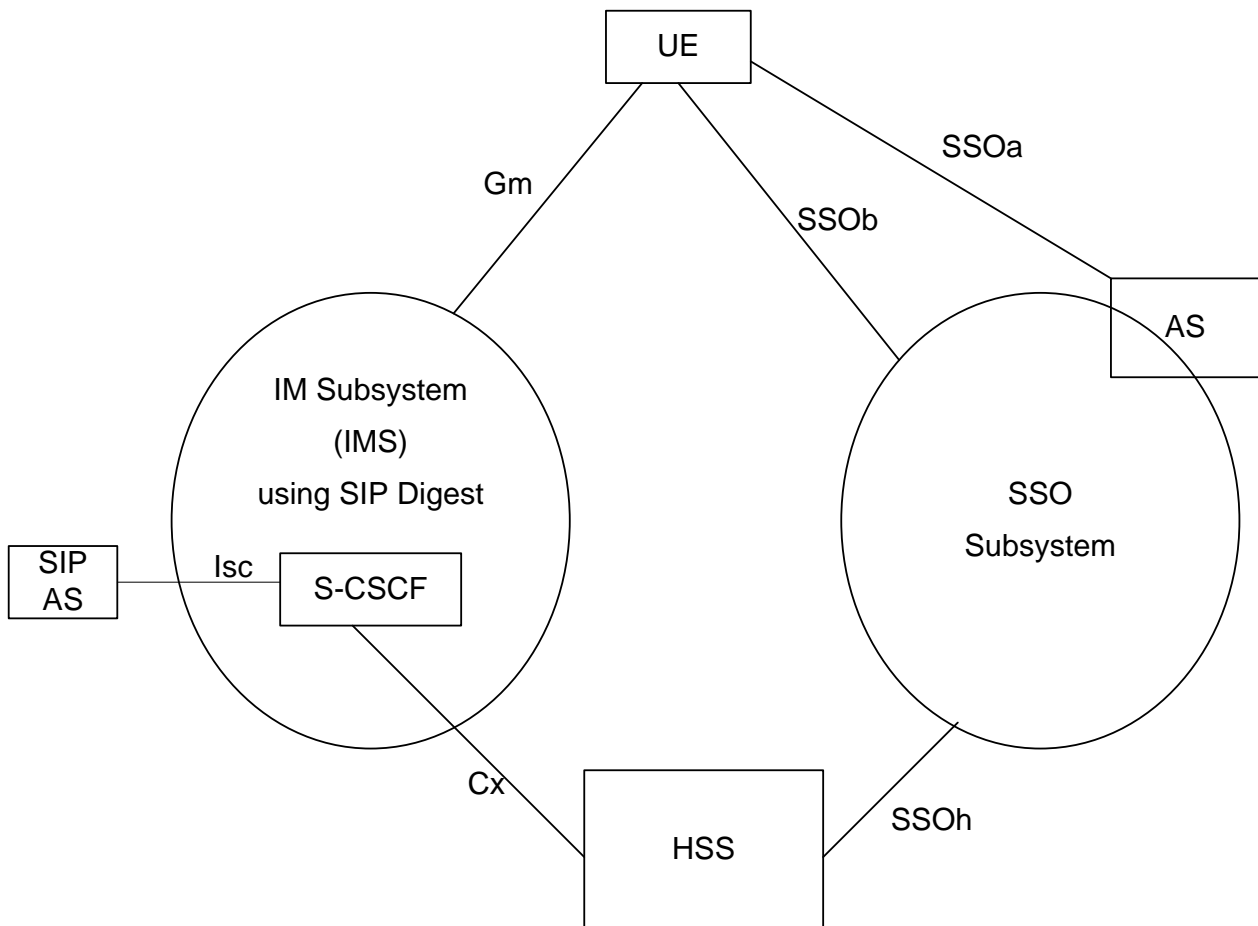 UE
SSOa
Gm
SSOb
AS
IM Subsystem
(IMS)
using SIP Digest
SSO
Subsystem
SIP
AS
Isc
S-CSCF
Cx
SSOh
HSS